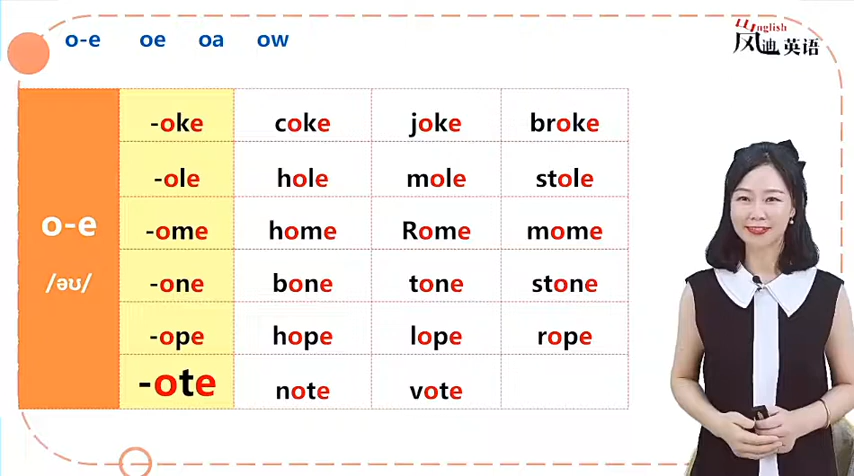 o-e oe oa ow
English
风迪英语
-oke coke joke broke
-ole hole mole stole
o-e
-ome home Rome mome
/əʊ/
-one bone tone stone
-ope hope lope rope
-ote note vote